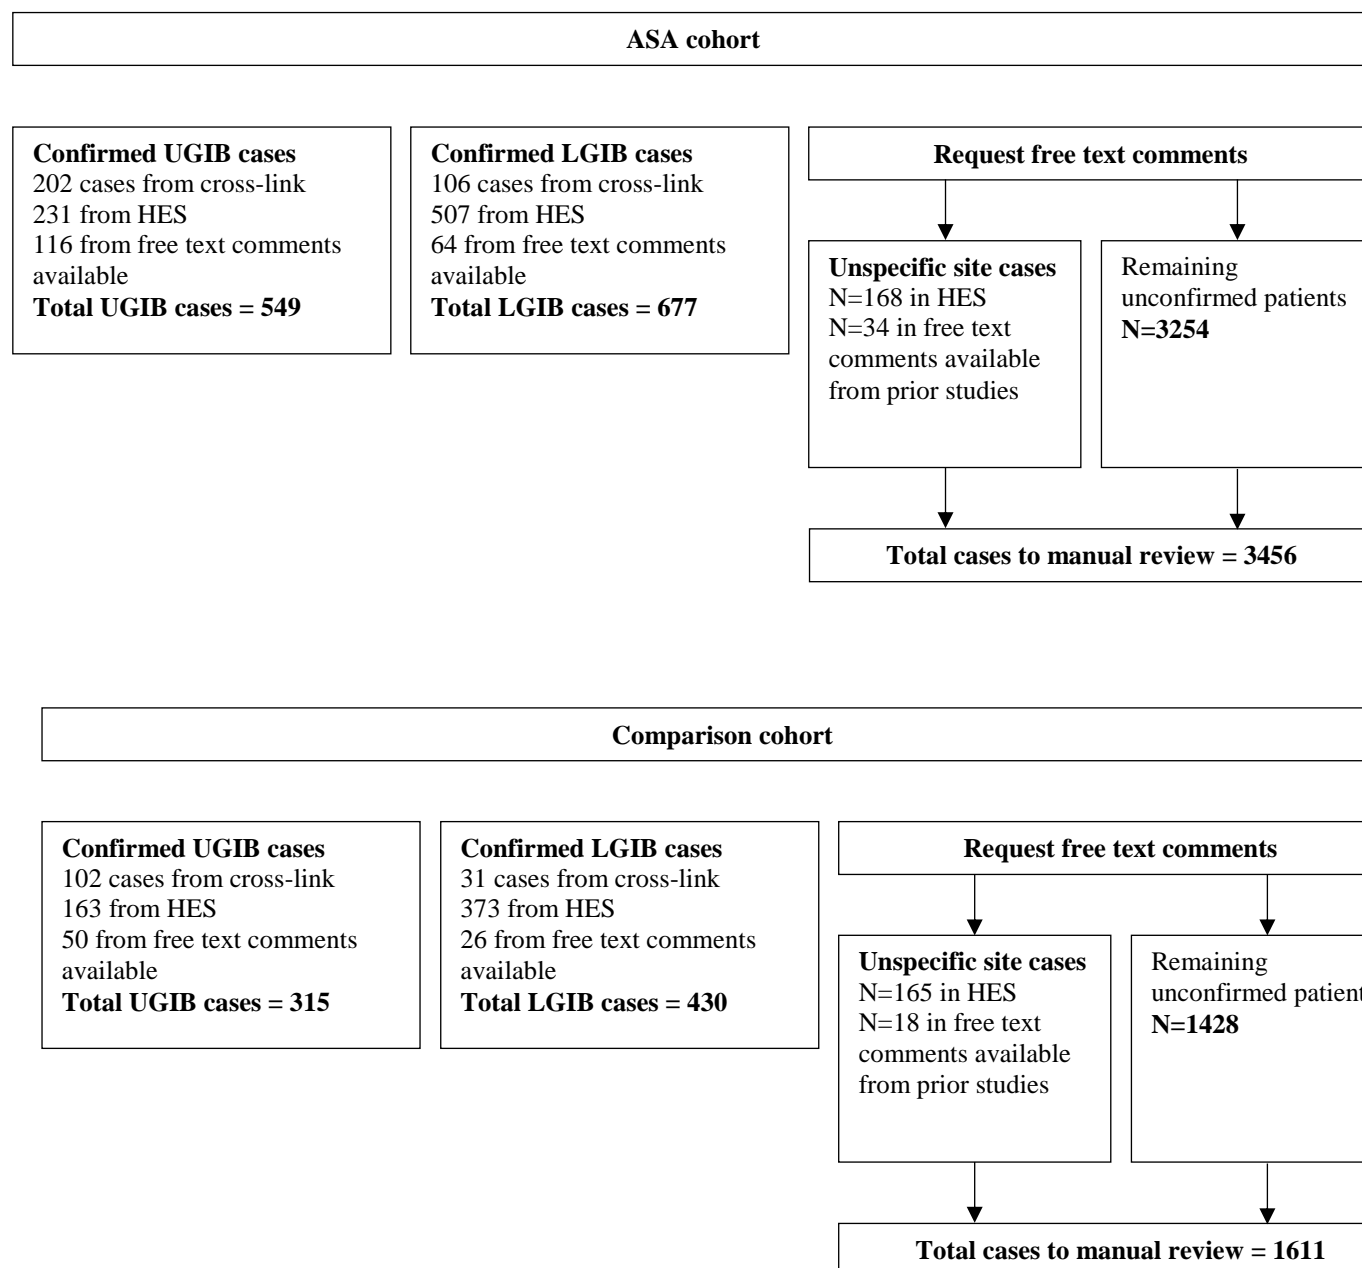 ASA cohort
Confirmed UGIB cases
202 cases from cross-link
231 from HES
116 from free text comments
available
Total UGIB cases = 549
Confirmed LGIB cases
106 cases from cross-link
507 from HES
64 from free text comments
available
Total LGIB cases = 677
Request free text comments
Unspecific site cases
N=168 in HES
N=34 in free text
comments available
from prior studies
Remaining
unconfirmed patients
N=3254
Total cases to manual review = 3456
Comparison cohort
Confirmed UGIB cases
102 cases from cross-link
163 from HES
50 from free text comments
available
Total UGIB cases = 315
Confirmed LGIB cases
31 cases from cross-link
373 from HES
26 from free text comments
available
Total LGIB cases = 430
Request free text comments
Unspecific site cases
N=165 in HES
N=18 in free text
comments available
from prior studies
Remaining
unconfirmed patient
N=1428
Total cases to manual review = 1611